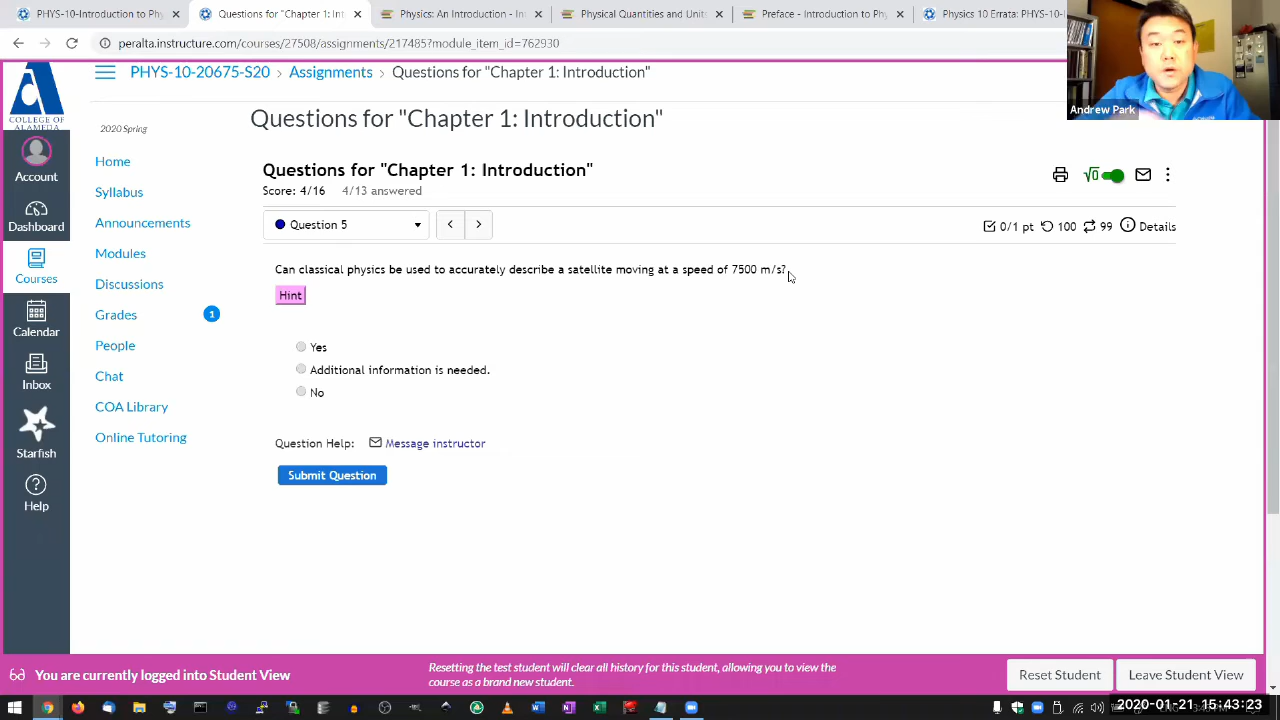 PHYS-10-20675-S20 - Introductio
Questions for "Chapter 1: Int
An Introduction - Introduction t
Physical Quantities and Units -
Preface - Introduction to Physic
Physics 10 Errata: PHYS-10-
peralta.instructure.com/courses/27508/assignments/217485?module_item_id=762930
PHYS-10-20675-S20 > Assignments > Questions for "Chapter 1: Introduction"
Andrew Park
COLLEGE OF
ALAMEDA
2020 Spring
Questions for "Chapter 1: Introduction"
Account
Dashboard
Courses
Calendar
Inbox
Starfish
Help
Home
Syllabus
Announcements
Modules
Discussions
Grades 1
People
Chat
COA Library
Online Tutoring
Questions for "Chapter 1: Introduction"
Score: 4/16 4/13 answered
√0
Question 5
0/1 pt 100 99 Details
Can classical physics be used to accurately describe a satellite moving at a speed of 7500 m/s?
Hint
Yes
Additional information is needed.
No
Question Help: Message instructor
Submit Question
You are currently logged into Student View
Resetting the test student will clear all history for this student, allowing you to view the
course as a brand new student.
Reset Student
Leave Student View
2020-01-21 15:43:23